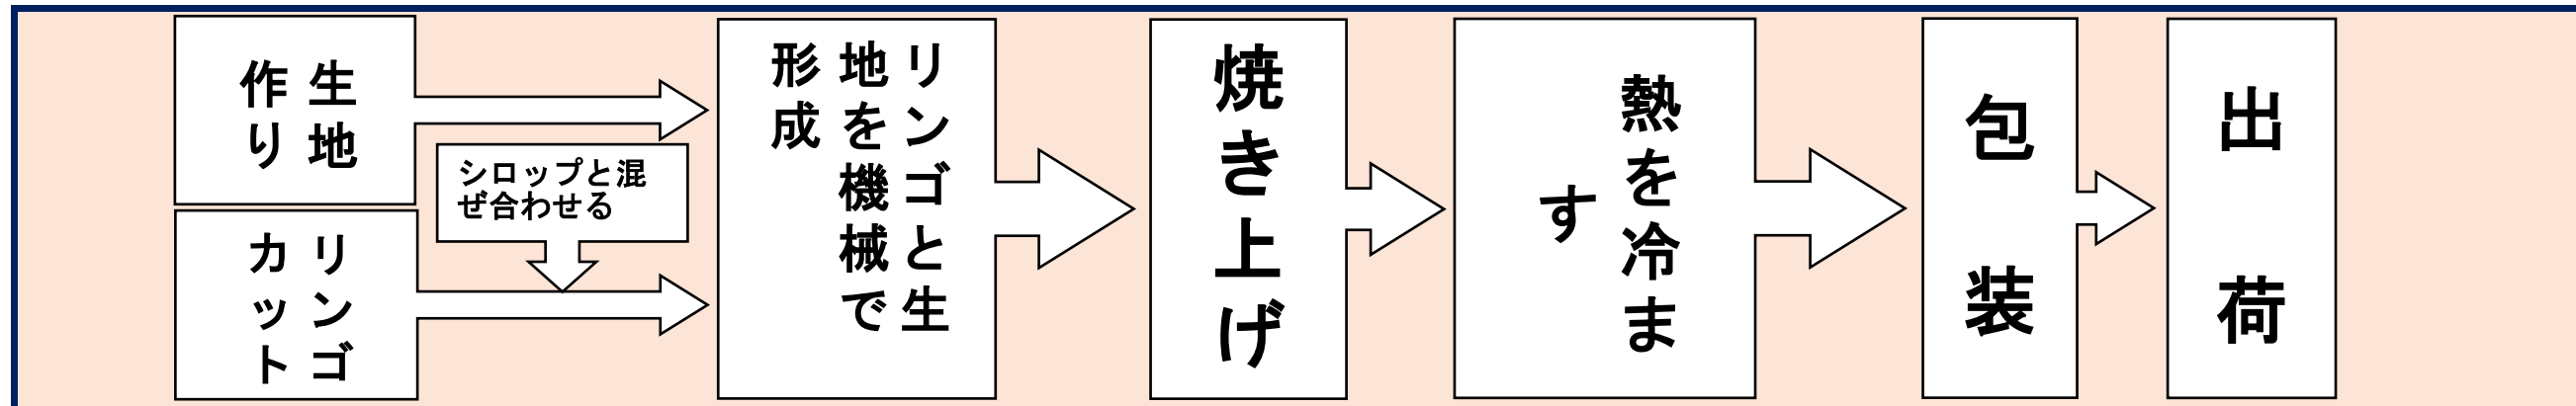 生地
作り
リンゴ
カット
シロップと混
ぜ合わせる
リンゴと生
地を機械で
形成
焼き上げ
熱を冷ま
す
包装
出荷